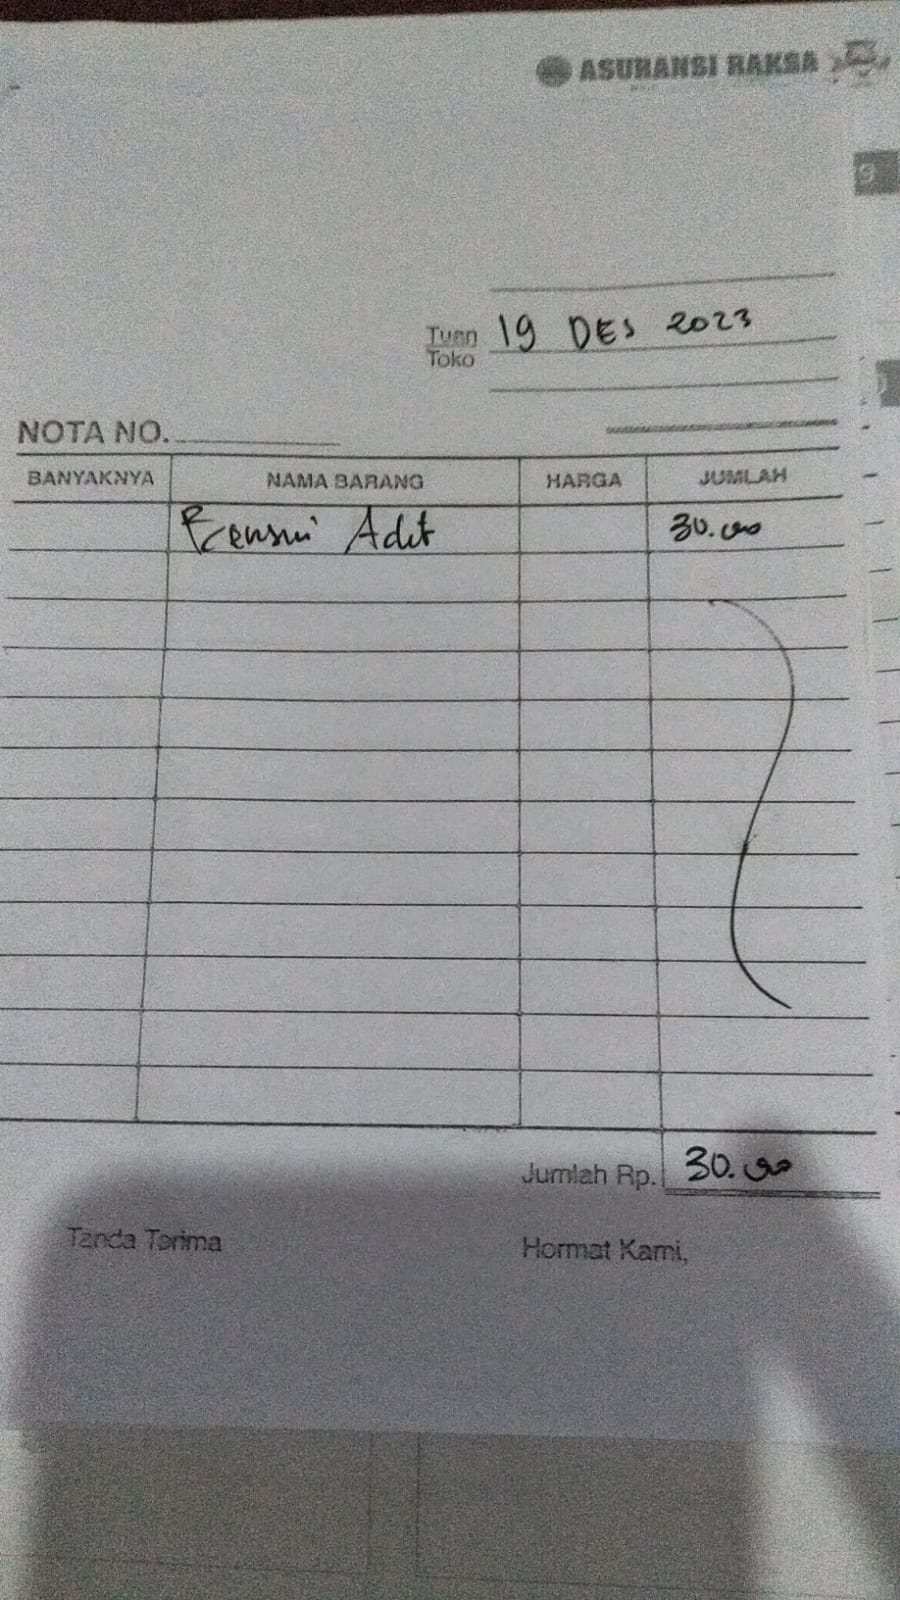 ASURANSI RAKSA
Tuan 19 DES 2023
Toko
NOTA NO.
BANYAKNYA NAMA BARANG HARGA JUMLAH
Adit 30.000
Jumlah Rp. 30.000
Tanda Terima Hormat Kami,